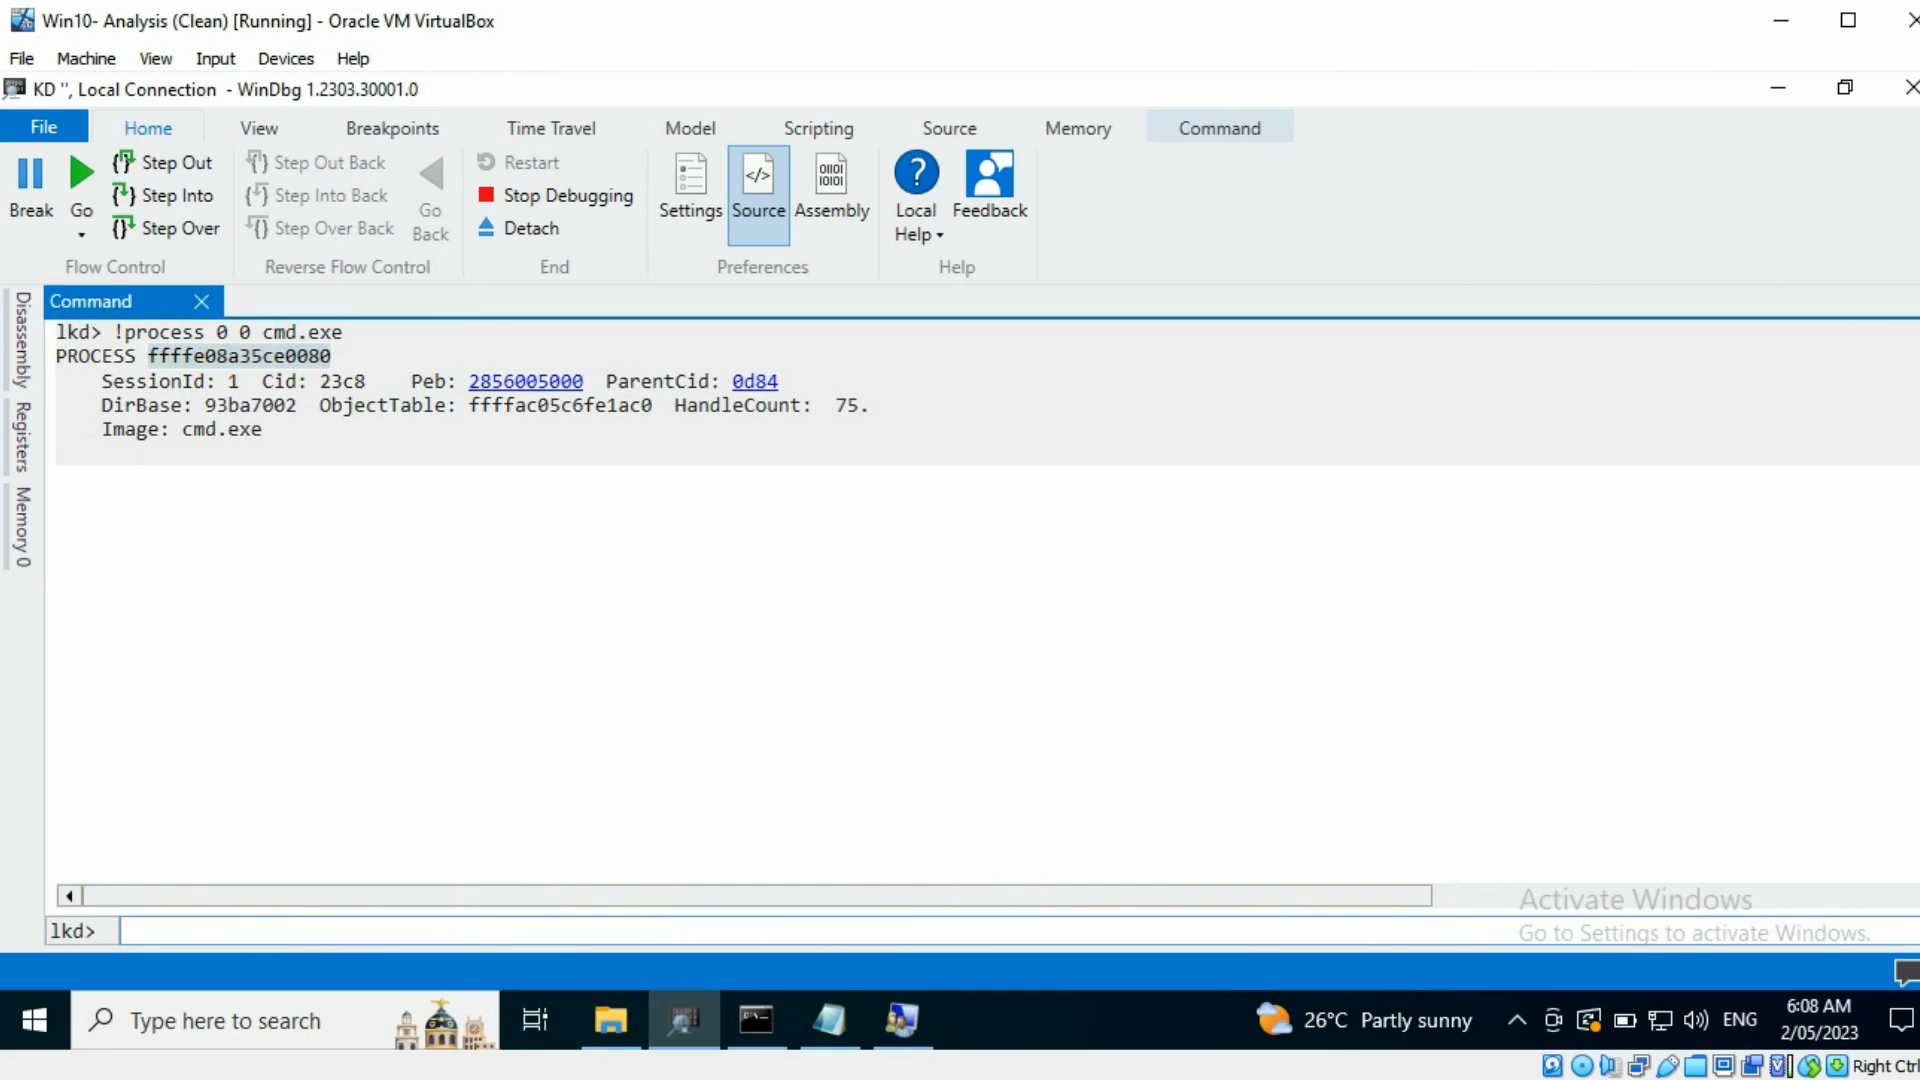 Win10- Analysis (Clean) [Running] - Oracle VM VirtualBox
File Machine View Input Devices Help
KD '', Local Connection - WinDbg 1.2303.30001.0
File Home View Breakpoints Time Travel Model Scripting Source Memory Command
Step Out Step Out Back Restart
Step Into Step Into Back Stop Debugging
Break Go Settings Source Assembly Local Feedback
Step Over Step Over Back Go Back Detach Help
Flow Control Reverse Flow Control End Preferences Help
Command
Disassembly
Registers
Memory 0
lkd> !process 0 0 cmd.exe
PROCESS ffffe08a35ce0080
SessionId: 1 Cid: 23c8 Peb: 2856005000 ParentCid: 0d84
DirBase: 93ba7002 ObjectTable: ffffac05c6fe1ac0 HandleCount: 75.
Image: cmd.exe
Activate Windows
Go to Settings to activate Windows.
lkd>
Type here to search
26°C Partly sunny
ENG
6:08 AM
2/05/2023
Right Ctrl